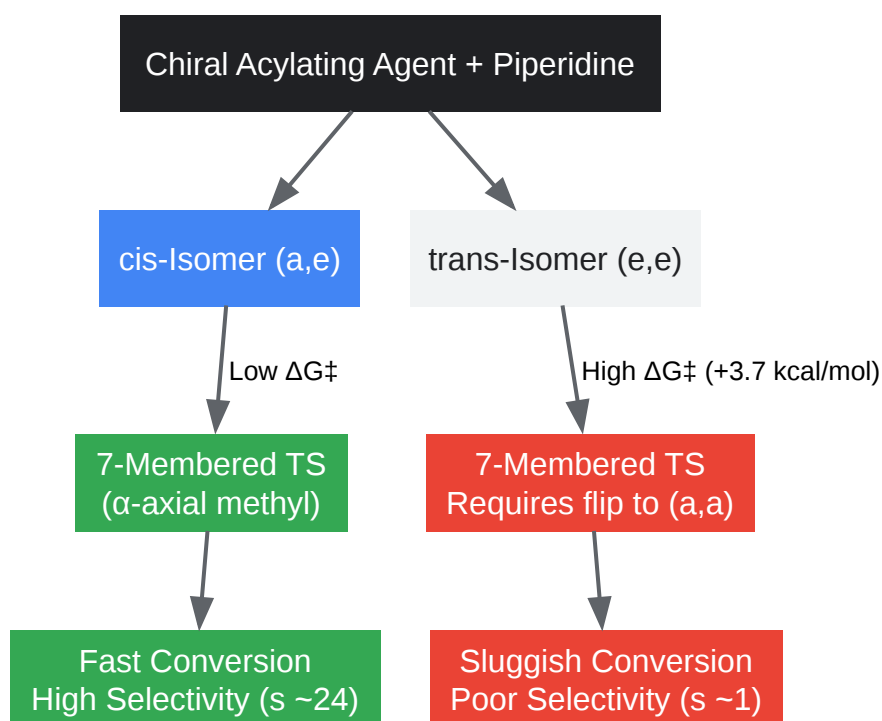 Chiral Acylating Agent + Piperidine
cis-Isomer (a,e)
trans-Isomer (e,e)
Low ΔG‡
High ΔG‡ (+3.7 kcal/mol)
7-Membered TS
(α-axial methyl)
7-Membered TS
Requires flip to (a,a)
Fast Conversion
High Selectivity (s ~24)
Sluggish Conversion
Poor Selectivity (s ~1)